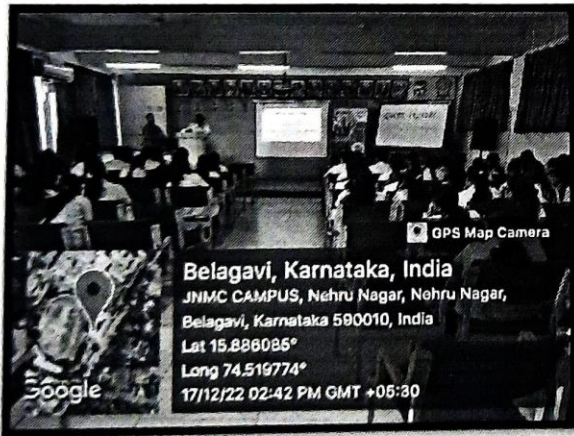 GPS Map Camera
Belagavi, Karnataka, India
JNMC CAMPUS, Nehru Nagar, Nehru Nagar,
Belagavi, Karnataka 590010, India
Lat 15.886085°
Long 74.519774°
17/12/22 02:42 PM GMT +05:30
Google